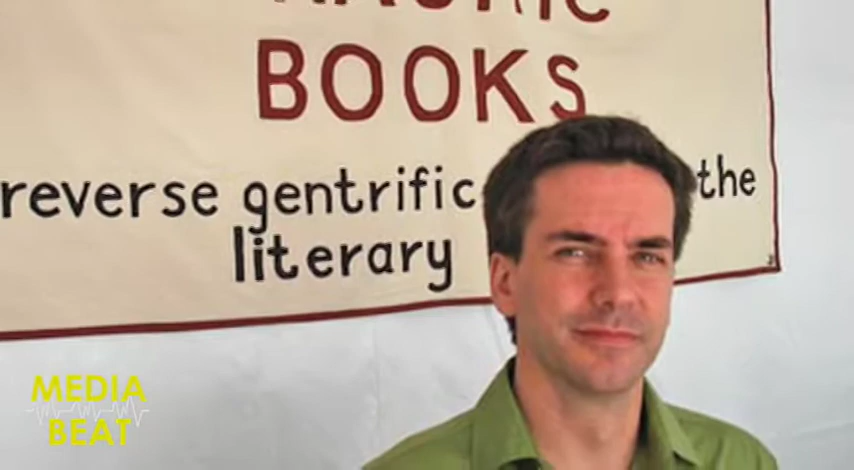 BOOKS
reverse gentrific the
literary
MEDIA
BEAT